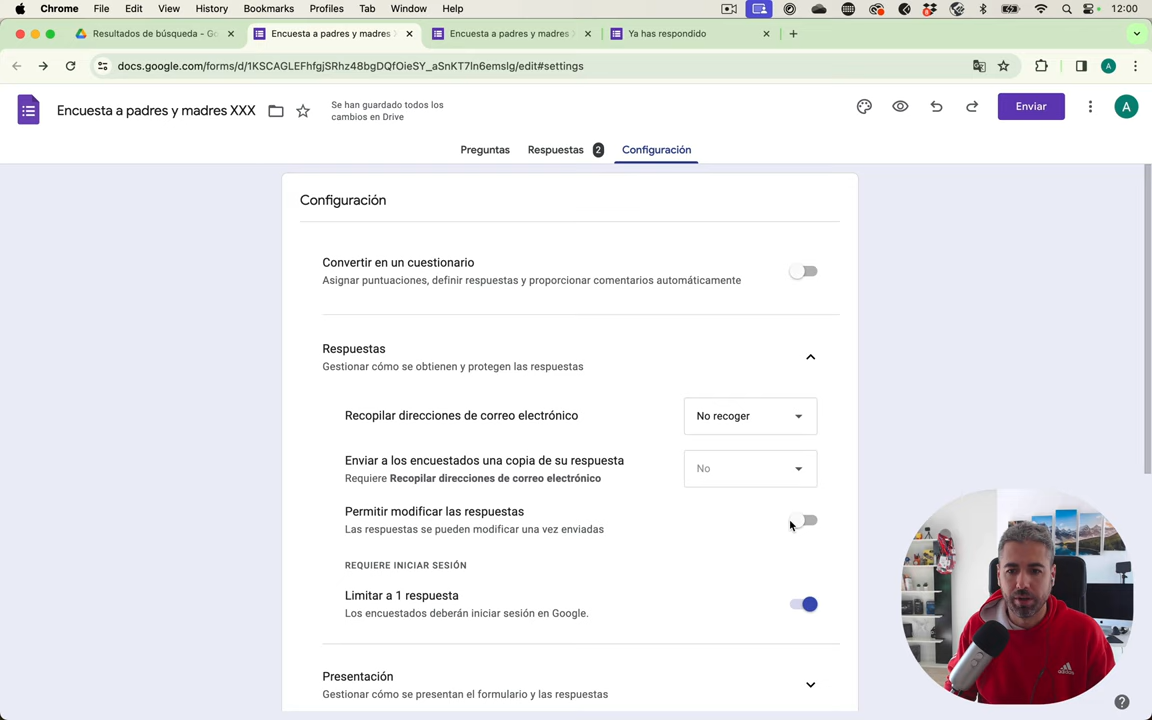 Chrome File Edit View History Bookmarks Profiles Tab Window Help 12:00
Resultados de búsqueda - Go
Encuesta a padres y madres
Encuesta a padres y madres
Ya has respondido
docs.google.com/forms/d/1KSCAGLEFhfgjSRhz48bgDQfOieSY_aSnKT7ln6emslg/edit#settings
A
Encuesta a padres y madres XXX
Se han guardado todos los
cambios en Drive
Enviar
A
Preguntas Respuestas 2 Configuración
Configuración
Convertir en un cuestionario
Asignar puntuaciones, definir respuestas y proporcionar comentarios automáticamente
Respuestas
Gestionar cómo se obtienen y protegen las respuestas
Recopilar direcciones de correo electrónico
No recoger
Enviar a los encuestados una copia de su respuesta
Requiere Recopilar direcciones de correo electrónico
No
Permitir modificar las respuestas
Las respuestas se pueden modificar una vez enviadas
REQUIERE INICIAR SESIÓN
Limitar a 1 respuesta
Los encuestados deberán iniciar sesión en Google.
Presentación
Gestionar cómo se presentan el formulario y las respuestas